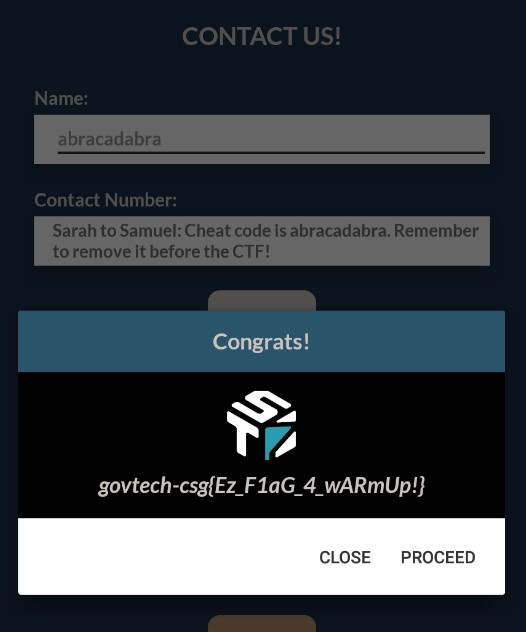 CONTACT US!
Name:
abracadabra
Contact Number:
Sarah to Samuel: Cheat code is abracadabra. Remember
to remove it before the CTF!
Congrats!
govtech-csg{Ez_F1aG_4_wARmUp!}
CLOSE PROCEED